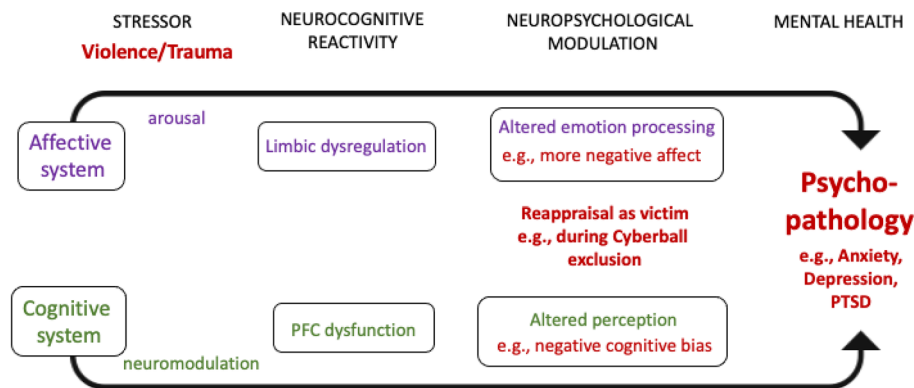 STRESSOR
Violence/Trauma
NEUROCOGNITIVE
REACTIVITY
NEUROPSYCHOLOGICAL
MODULATION
MENTAL HEALTH
arousal
Affective
system
Limbic dysregulation
Altered emotion processing
e.g., more negative affect
Reappraisal as victim
e.g., during Cyberball
exclusion
Psycho-
pathology
e.g., Anxiety,
Depression,
PTSD
Cognitive
system
neuromodulation
PFC dysfunction
Altered perception
e.g., negative cognitive bias